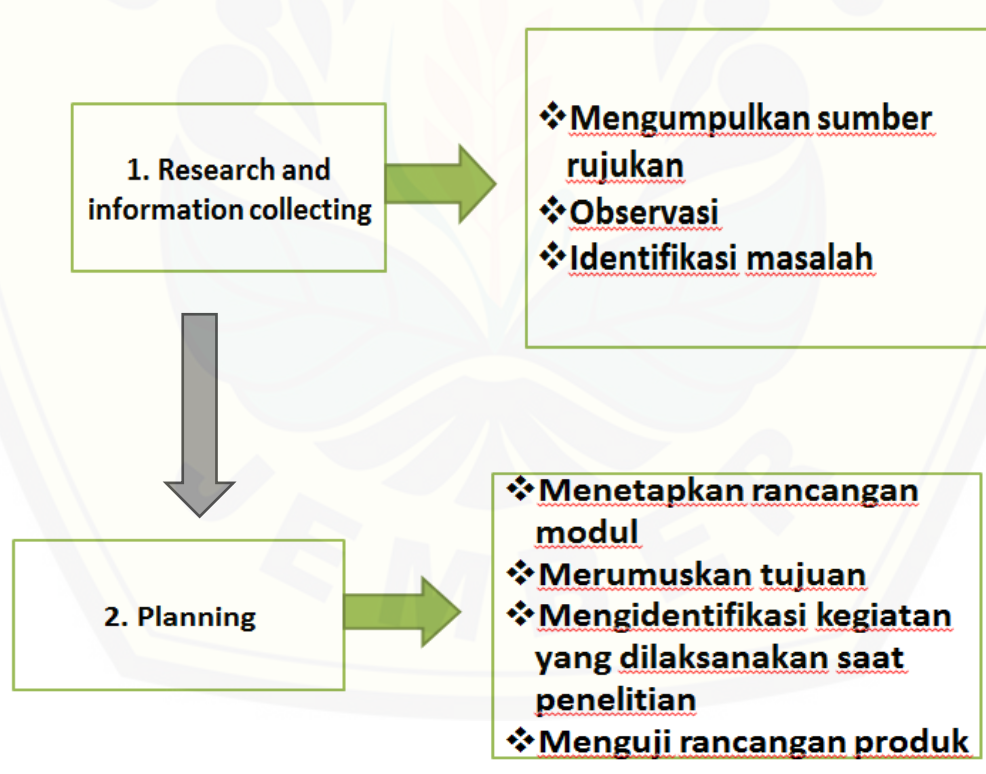 1. Research and
information collecting
❖Mengumpulkan sumber
rujukan
❖Observasi
❖Identifikasi masalah
2. Planning
❖Menetapkan rancangan
modul
❖Merumuskan tujuan
❖Mengidentifikasi kegiatan
yang dilaksanakan saat
penelitian
❖Menguji rancangan produk
JEMBER